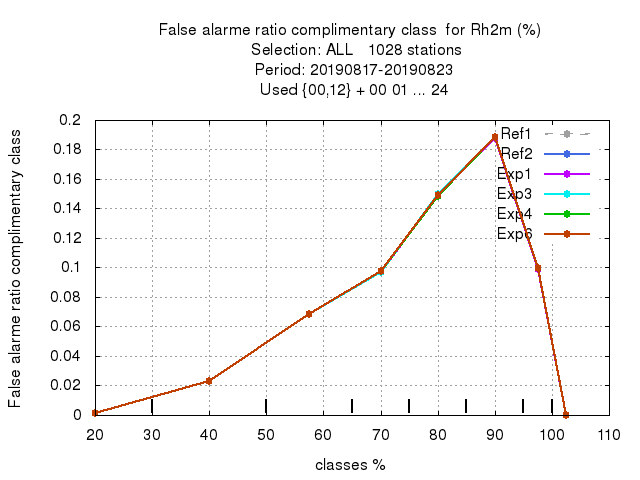 False alarme ratio complimentary class  for Rh2m (%)
Selection: ALL   1028 stations
Period: 20190817-20190823
Used {00,12} + 00 01 ... 24
False alarme ratio complimentary class
0.2
0.18
0.16
0.14
0.12
0.1
0.08
0.06
0.04
0.02
0
Ref1
Ref2
Exp1
Exp3
Exp4
Exp6
20 30 40 50 60 70 80 90 100 110
classes %